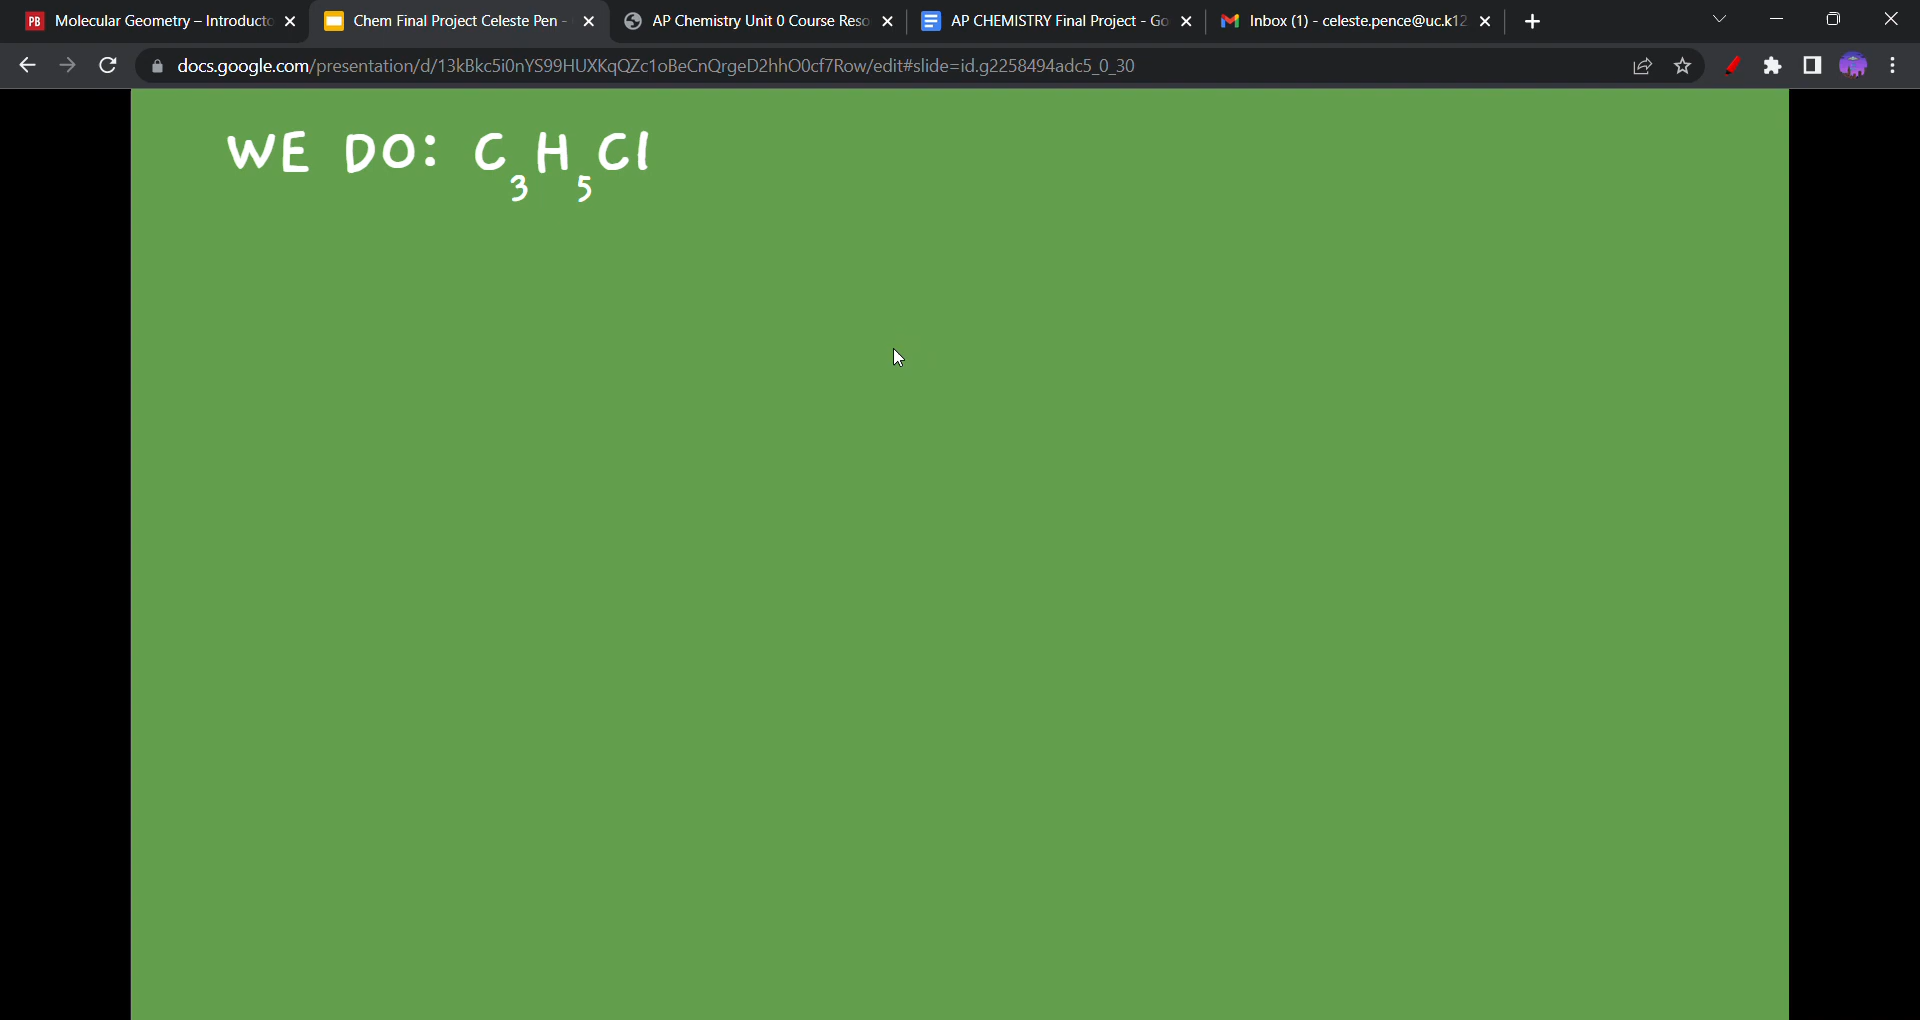 PB Molecular Geometry – Introducto
Chem Final Project Celeste Pen -
AP Chemistry Unit 0 Course Reso
AP CHEMISTRY Final Project - Go
Inbox (1) - celeste.pence@uc.k12
docs.google.com/presentation/d/13kBkc5i0nYS99HUXKqQZc1oBeCnQrgeD2hhO0cf7Row/edit#slide=id.g2258494adc5_0_30
WE DO: C₃H₅Cl